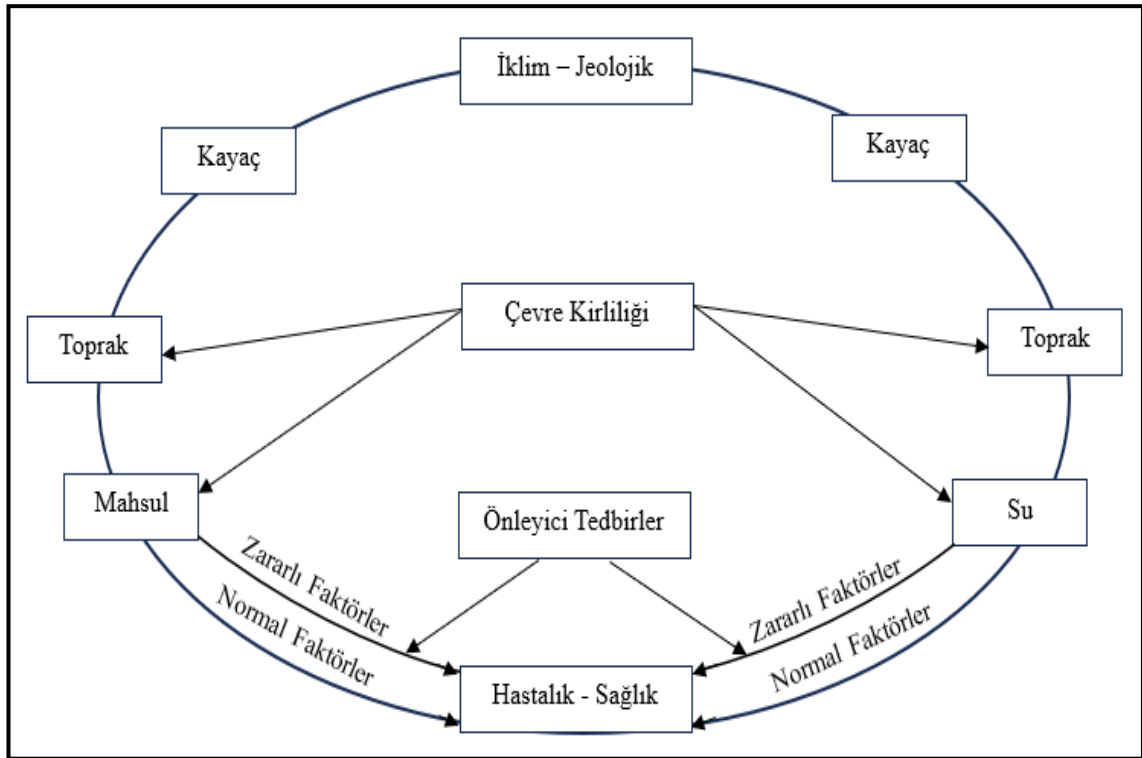 İklim – Jeolojik
Kayaç
Kayaç
Çevre Kirliliği
Toprak
Toprak
Mahsul
Önleyici Tedbirler
Su
Zararlı Faktörler
Normal Faktörler
Zararlı Faktörler
Normal Faktörler
Hastalık - Sağlık